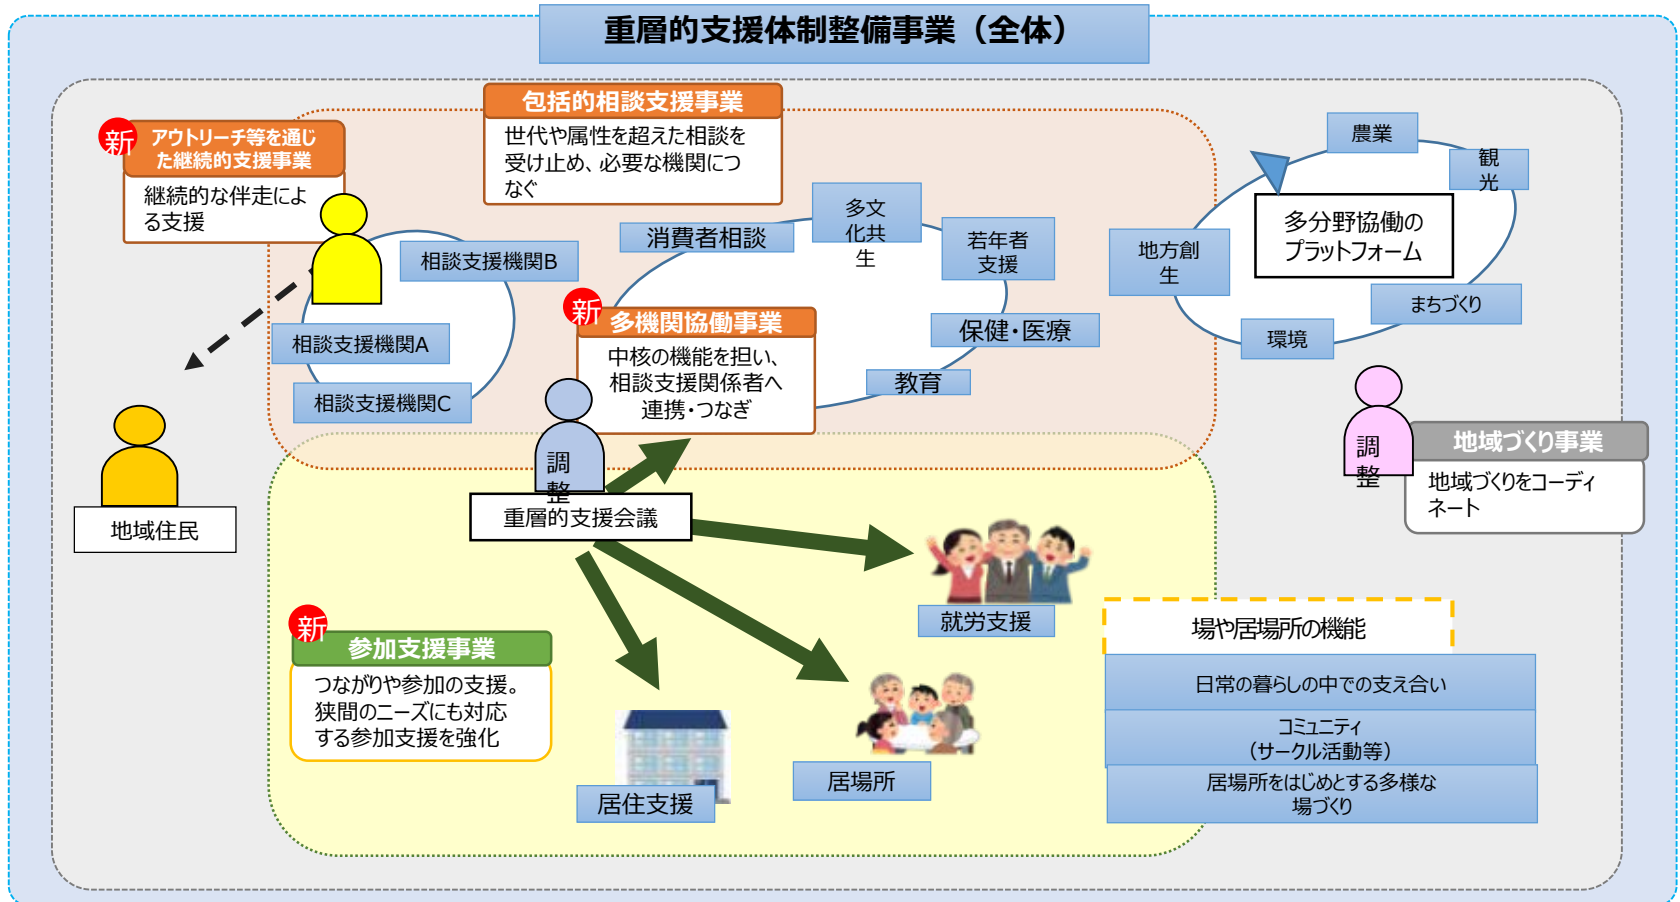 重層的支援体制整備事業（全体）
包括的相談支援事業
世代や属性を超えた相談を
受け止め、必要な機関につ
なぐ
新
アウトリーチ等を通じ
た継続的支援事業
継続的な伴走によ
る支援
相談支援機関B
相談支援機関A
相談支援機関C
消費者相談
多文
化共
生
若年者
支援
保健・医療
教育
新
多機関協働事業
中核の機能を担い、
相談支援関係者へ
連携・つなぎ
農業
観
光
多分野協働の
プラットフォーム
地方創
生
まちづくり
環境
調
整
地域づくり事業
地域づくりをコーディ
ネート
地域住民
調
整
重層的支援会議
新
参加支援事業
つながりや参加の支援。
狭間のニーズにも対応
する参加支援を強化
就労支援
居場所
居住支援
場や居場所の機能
日常の暮らしの中での支え合い
コミュニティ
（サークル活動等）
居場所をはじめとする多様な
場づくり